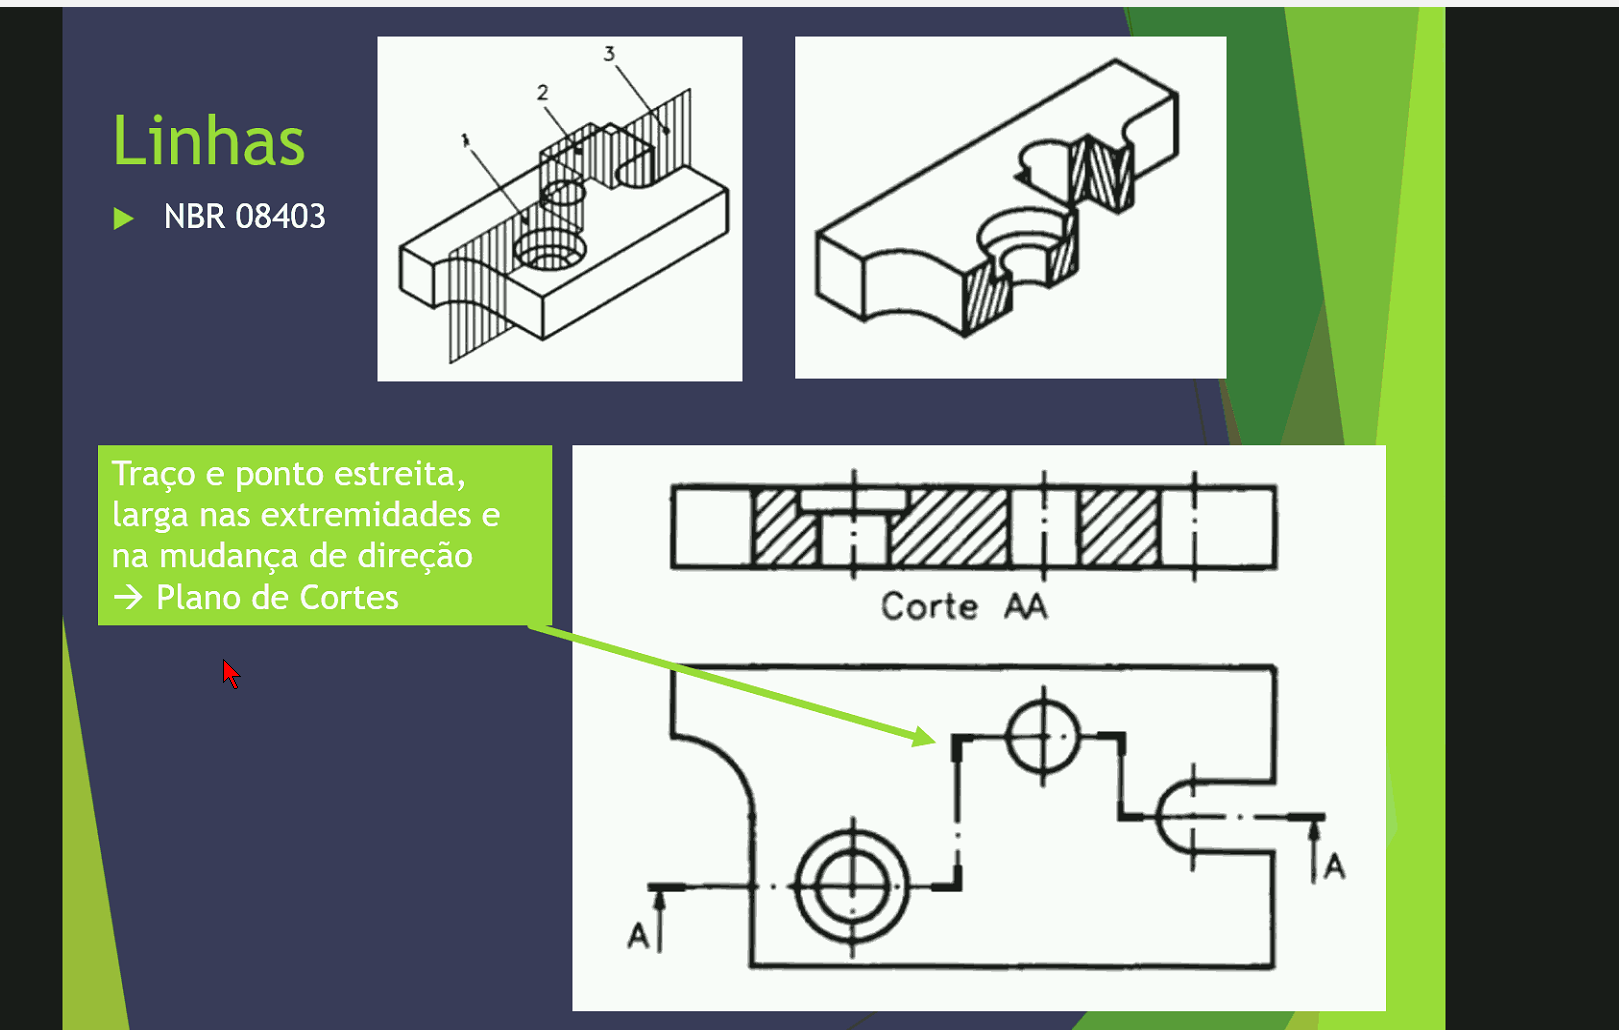 Linhas
NBR 08403
1
2
3
Traço e ponto estreita,
larga nas extremidades e
na mudança de direção
→ Plano de Cortes
Corte AA
A
A